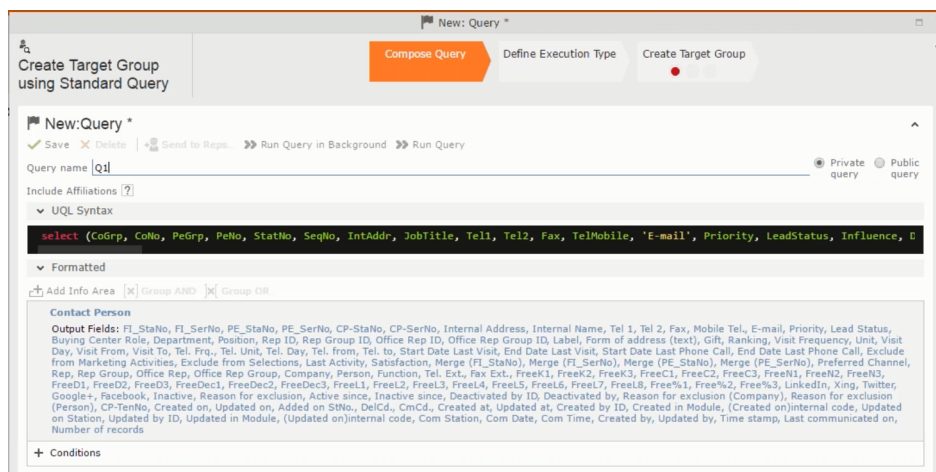 New: Query *
Create Target Group
using Standard Query
Compose Query
Define Execution Type
Create Target Group
New:Query *
Save Delete Send to Reps... Run Query in Background Run Query
Query name Q1
Private query
Public query
Include Affiliations ?
UQL Syntax
select (CoGrp, CoNo, PeGrp, PeNo, StatNo, SeqNo, IntAddr, JobTitle, Tel1, Tel2, Fax, TelMobile, 'E-mail', Priority, LeadStatus, Influence, D
Formatted
Add Info Area Group AND Group OR
Contact Person
Output Fields: FI_StaNo, FI_SerNo, PE_StaNo, PE_SerNo, CP-StaNo, CP-SerNo, Internal Address, Internal Name, Tel 1, Tel 2, Fax, Mobile Tel., E-mail, Priority, Lead Status,
Buying Center Role, Department, Position, Rep ID, Rep Group ID, Office Rep ID, Office Rep Group ID, Label, Form of address (text), Gift, Ranking, Visit Frequency, Unit, Visit
Day, Visit From, Visit To, Tel. Frq., Tel. Unit, Tel. Day, Tel. from, Tel. to, Start Date Last Visit, End Date Last Visit, Start Date Last Phone Call, End Date Last Phone Call, Exclude
from Marketing Activities, Exclude from Selections, Last Activity, Satisfaction, Merge (FI_StaNo), Merge (FI_SerNo), Merge (PE_StaNo), Merge (PE_SerNo), Preferred Channel,
Rep, Rep Group, Office Rep, Office Rep Group, Company, Person, Function, Tel. Ext., Fax Ext., FreeK1, FreeK2, FreeK3, FreeC1, FreeC2, FreeC3, FreeN1, FreeN2, FreeN3,
FreeD1, FreeD2, FreeD3, FreeDec1, FreeDec2, FreeDec3, FreeL1, FreeL2, FreeL3, FreeL4, FreeL5, FreeL6, FreeL7, FreeL8, Free%1, Free%2, Free%3, LinkedIn, Xing, Twitter,
Google+, Facebook, Inactive, Reason for exclusion, Active since, Inactive since, Deactivated by ID, Deactivated by, Reason for exclusion (Company), Reason for exclusion
(Person), CP-TenNo, Created on, Updated on, Added on StNo., DelCd., CmCd., Created at, Updated at, Created by ID, Created in Module, (Created on)internal code, Updated
on Station, Updated by ID, Updated in Module, (Updated on)internal code, Com Station, Com Date, Com Time, Created by, Updated by, Time stamp, Last communicated on,
Number of records
Conditions